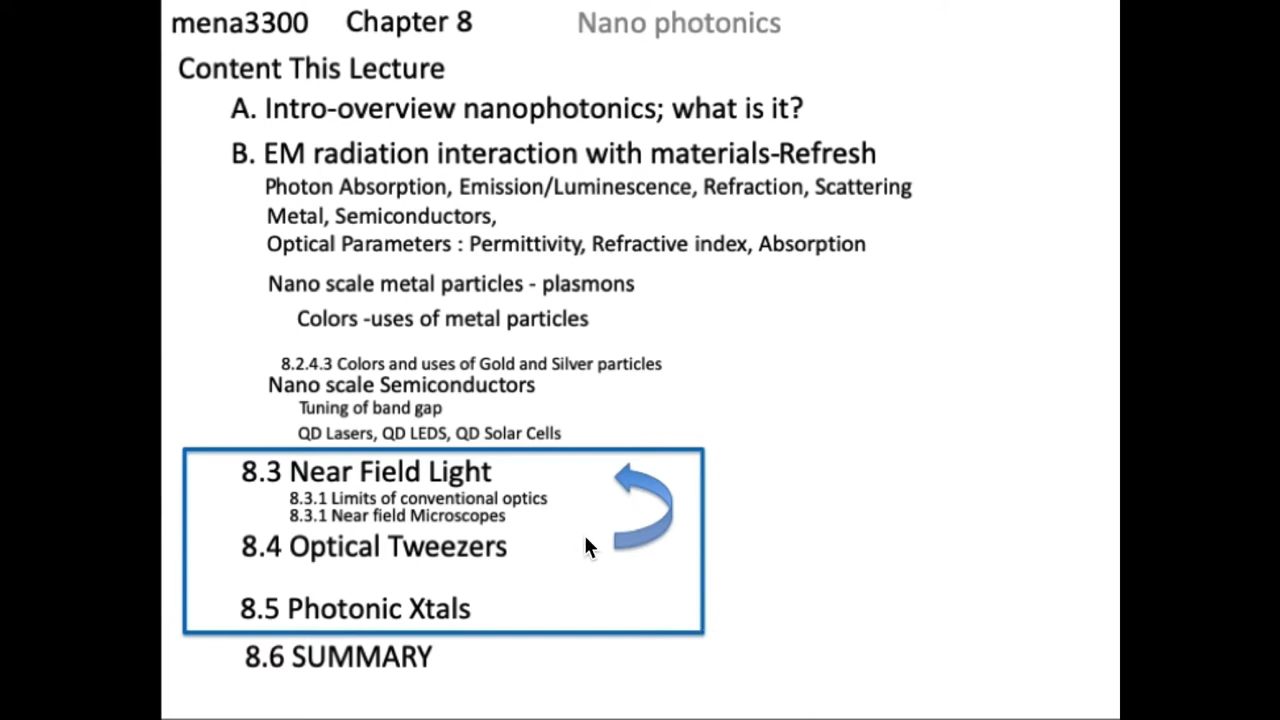 mena3300 Chapter 8 Nano photonics
Content This Lecture
A. Intro-overview nanophotonics; what is it?
B. EM radiation interaction with materials-Refresh
Photon Absorption, Emission/Luminescence, Refraction, Scattering
Metal, Semiconductors,
Optical Parameters : Permittivity, Refractive index, Absorption
Nano scale metal particles - plasmons
Colors -uses of metal particles
8.2.4.3 Colors and uses of Gold and Silver particles
Nano scale Semiconductors
Tuning of band gap
QD Lasers, QD LEDS, QD Solar Cells
8.3 Near Field Light
8.3.1 Limits of conventional optics
8.3.1 Near field Microscopes
8.4 Optical Tweezers
8.5 Photonic Xtals
8.6 SUMMARY